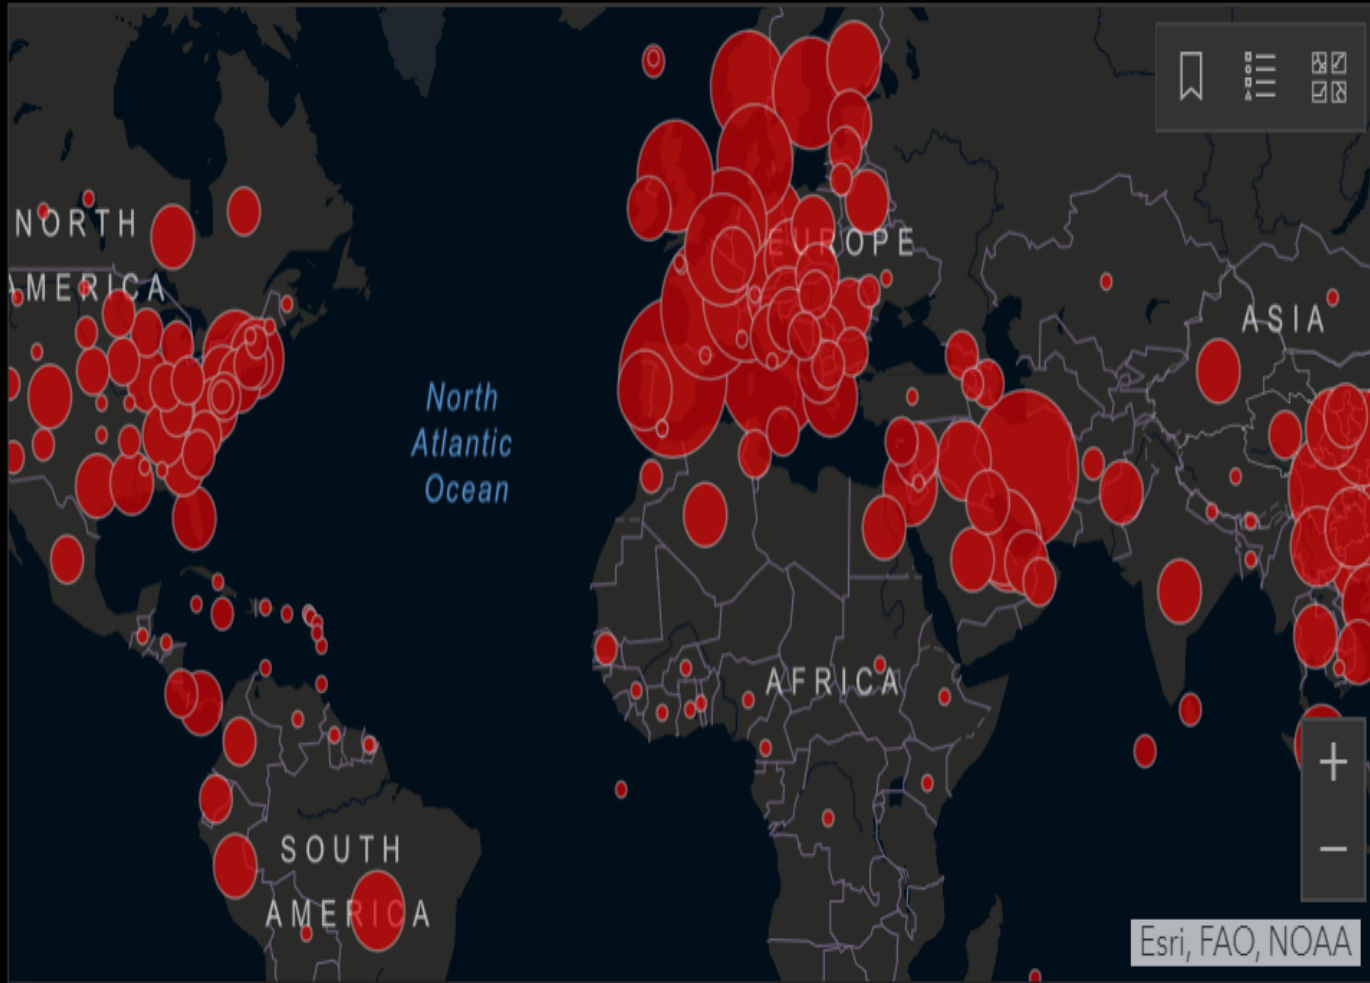 NORTH
AMERICA
EUROPE
ASIA
North
Atlantic
Ocean
AFRICA
SOUTH
AMERICA
+
−
Esri, FAO, NOAA